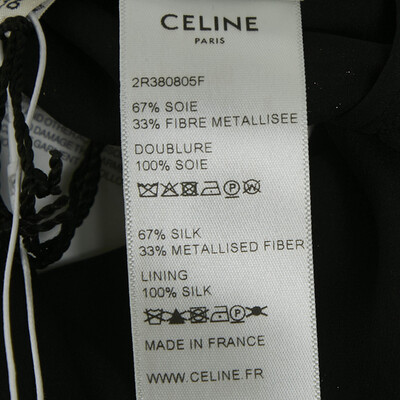 CELINE
PARIS
2R380805F
67% SOIE
33% FIBRE METALLISEE
DOUBLURE
100% SOIE
67% SILK
33% METALLISED FIBER
LINING
100% SILK
MADE IN FRANCE
WWW.CELINE.FR